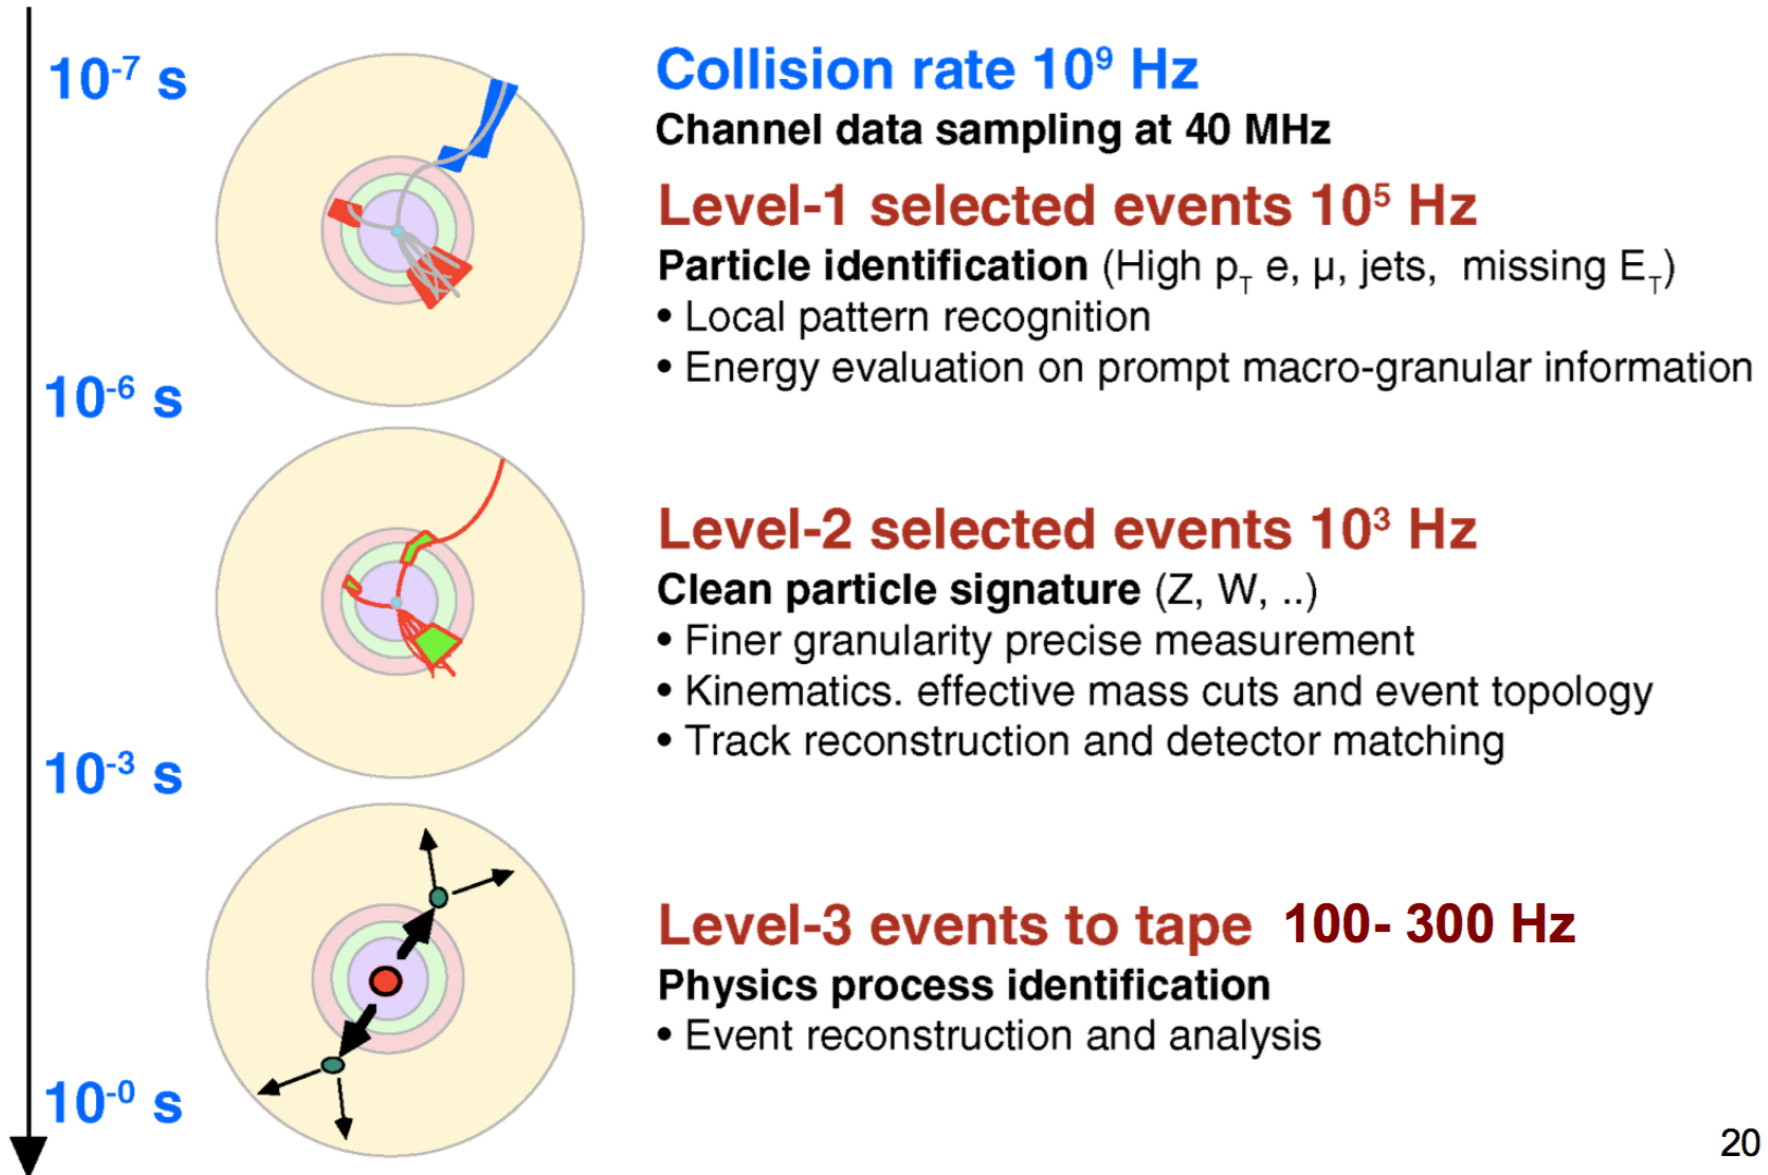 10⁻⁷ s
Collision rate 10⁹ Hz
Channel data sampling at 40 MHz
Level-1 selected events 10⁵ Hz
Particle identification (High p_T e, μ, jets, missing E_T)
• Local pattern recognition
• Energy evaluation on prompt macro-granular information
10⁻⁶ s
Level-2 selected events 10³ Hz
Clean particle signature (Z, W, ..)
• Finer granularity precise measurement
• Kinematics. effective mass cuts and event topology
• Track reconstruction and detector matching
10⁻³ s
Level-3 events to tape 100- 300 Hz
Physics process identification
• Event reconstruction and analysis
10⁻⁰ s
20